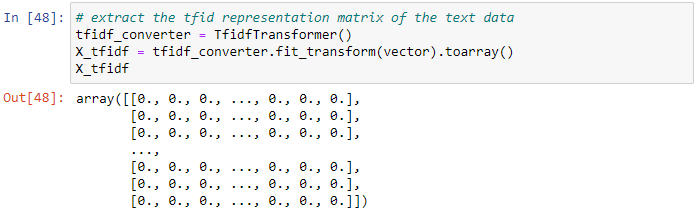 In [48]: # extract the tfid representation matrix of the text data
tfidf_converter = TfidfTransformer()
X_tfidf = tfidf_converter.fit_transform(vector).toarray()
X_tfidf
Out[48]: array([[0., 0., 0., ..., 0., 0., 0.],
[0., 0., 0., ..., 0., 0., 0.],
[0., 0., 0., ..., 0., 0., 0.],
...,
[0., 0., 0., ..., 0., 0., 0.],
[0., 0., 0., ..., 0., 0., 0.],
[0., 0., 0., ..., 0., 0., 0.]])